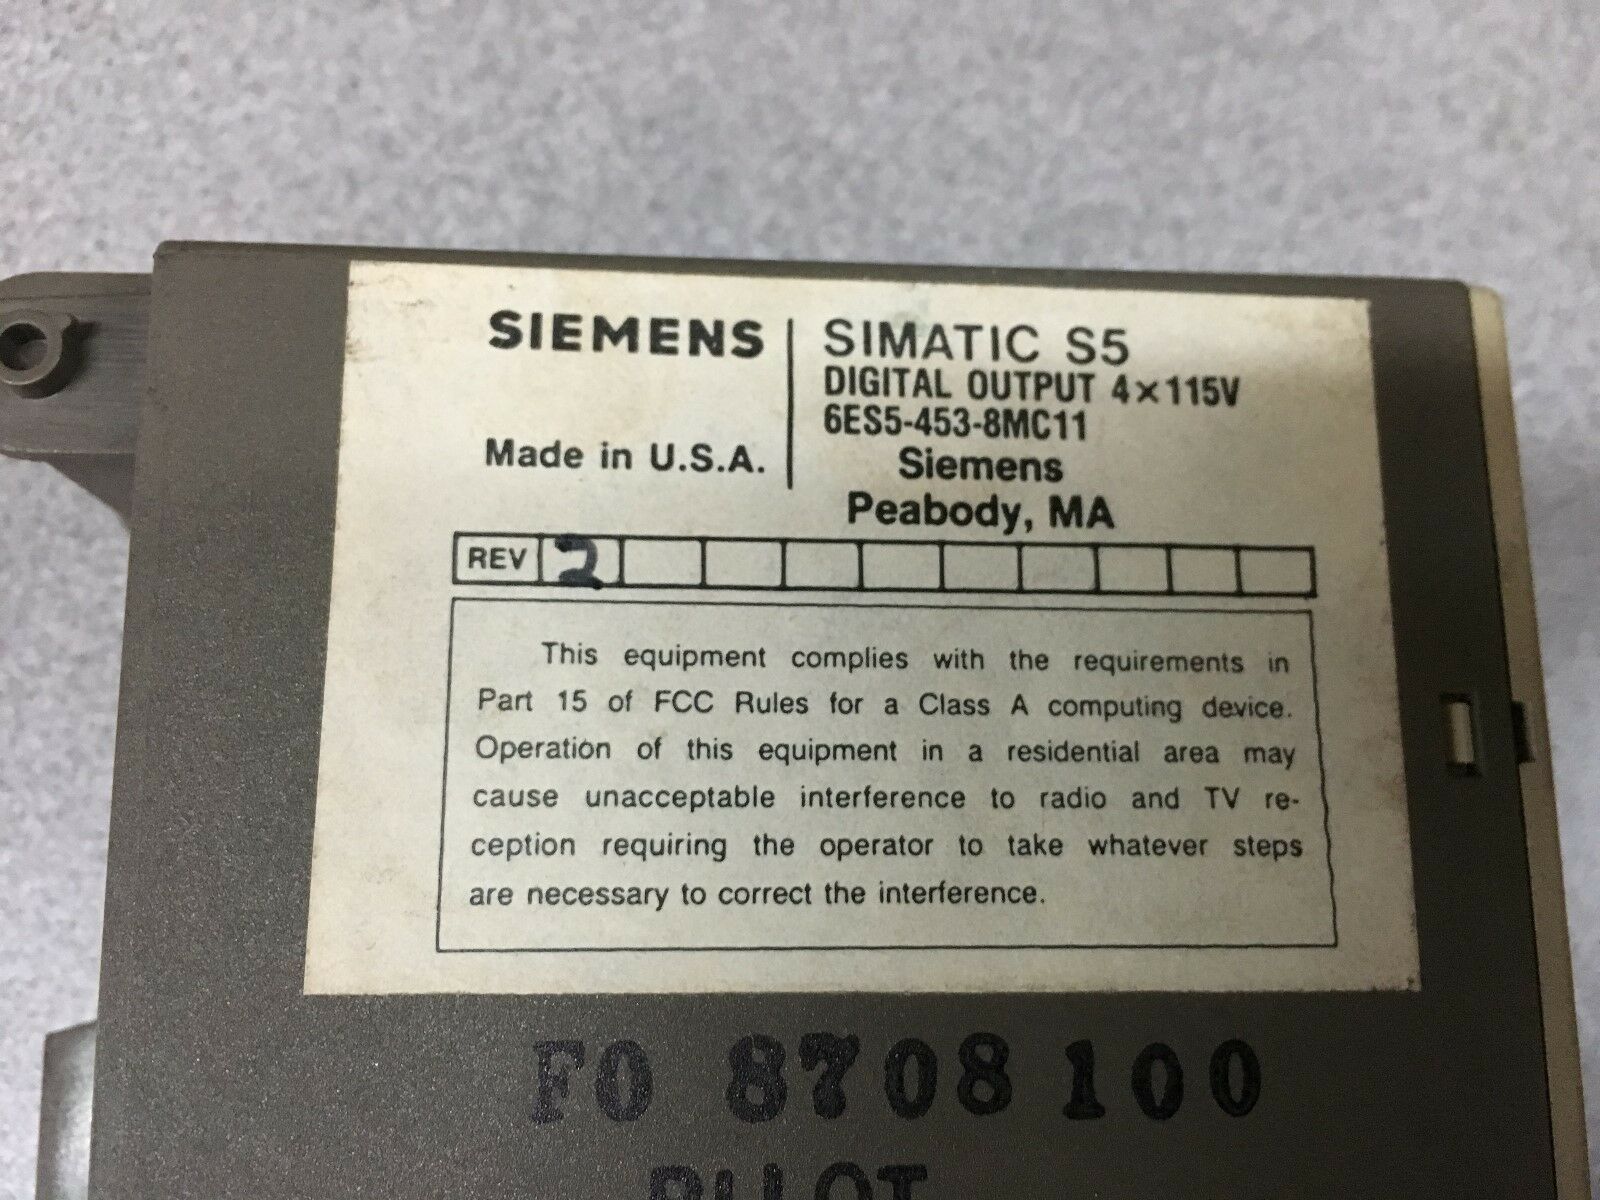 SIEMENS
Made in U.S.A.
SIMATIC S5
DIGITAL OUTPUT 4×115V
6ES5-453-8MC11
Siemens
Peabody, MA
REV 2
This equipment complies with the requirements in
Part 15 of FCC Rules for a Class A computing device.
Operation of this equipment in a residential area may
cause unacceptable interference to radio and TV re-
ception requiring the operator to take whatever steps
are necessary to correct the interference.
FO 8708100
PILOT